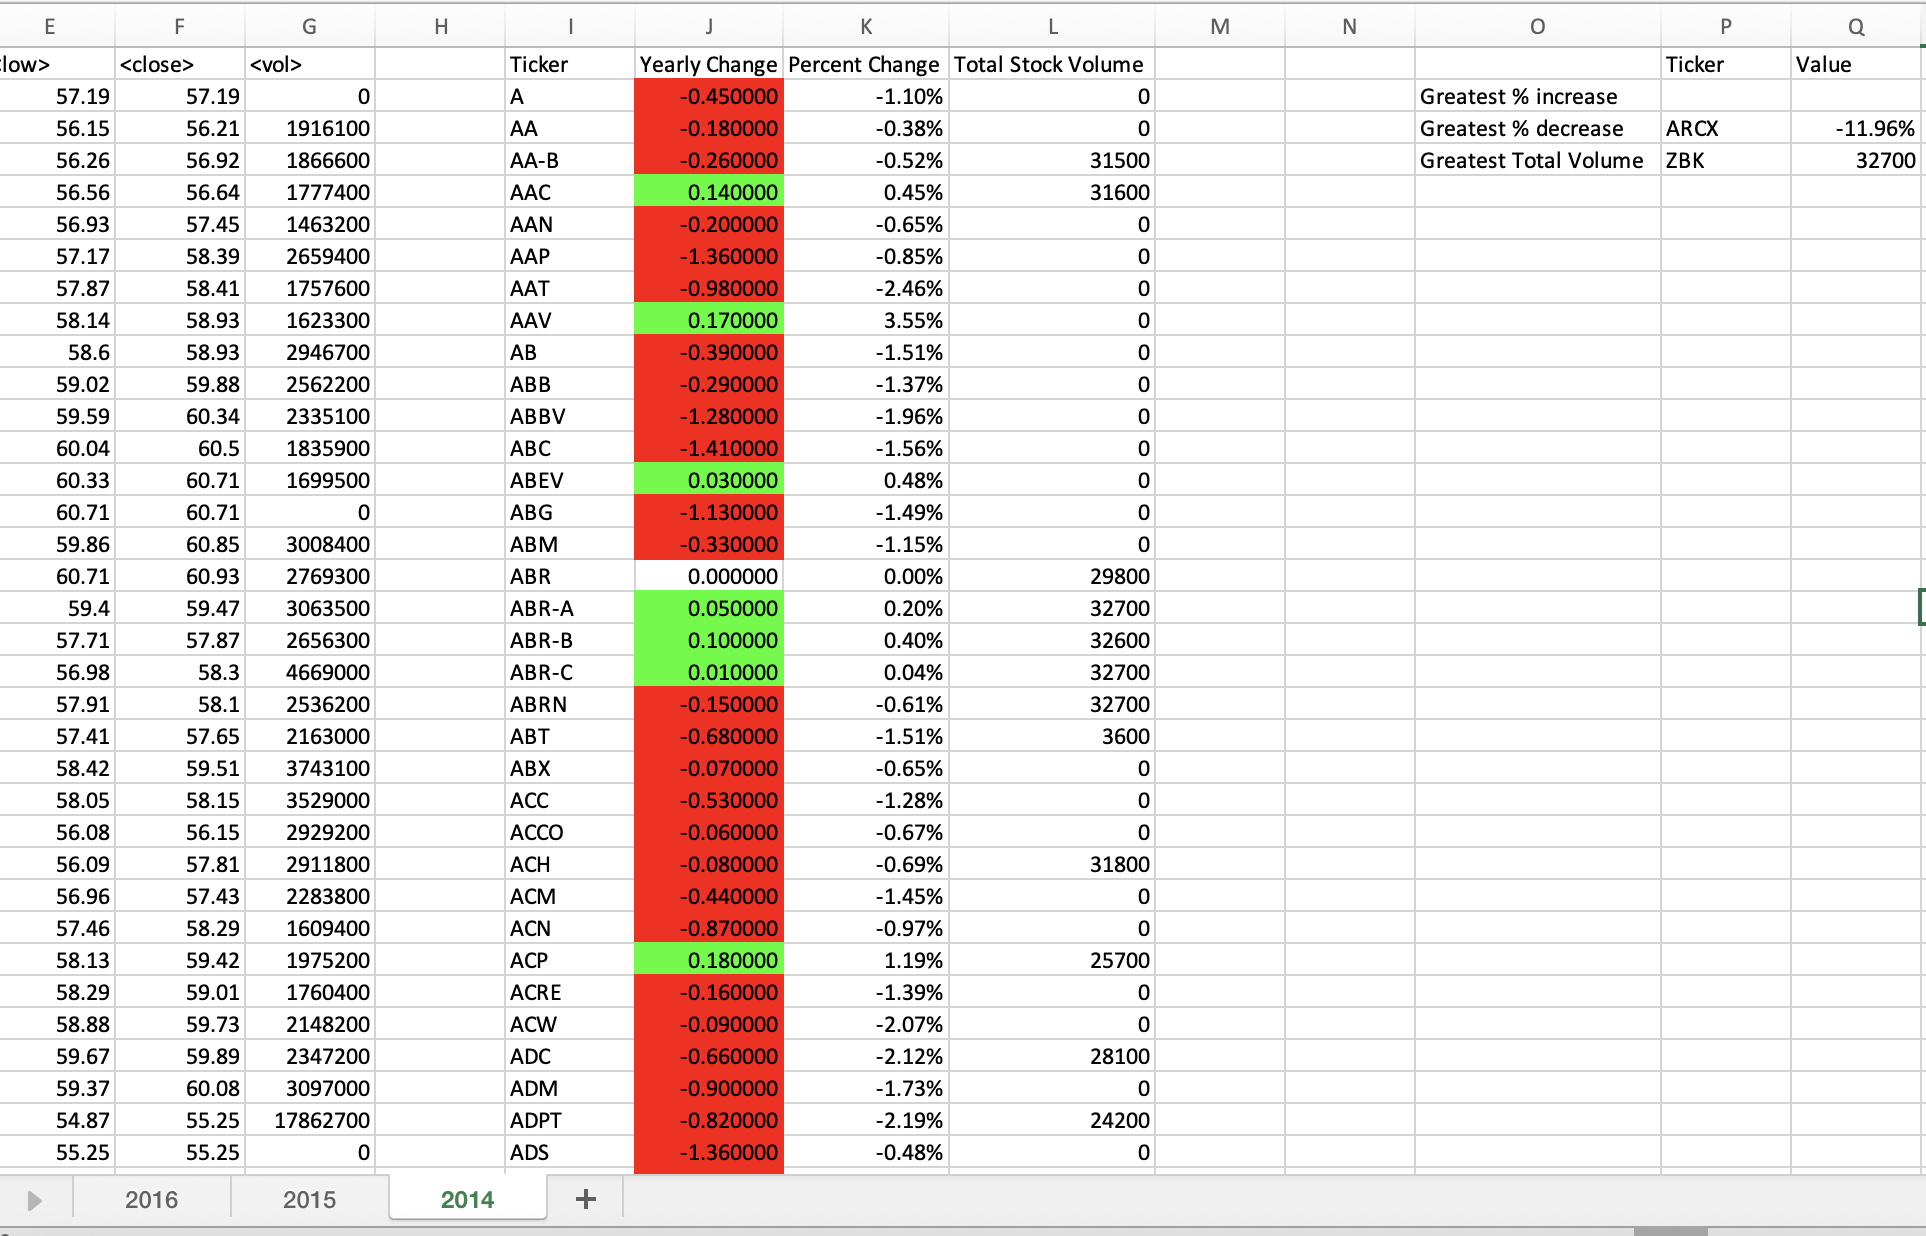 E F G H I J K L M N O P Q
low> <close> <vol> Ticker Yearly Change Percent Change Total Stock Volume Ticker Value
57.19 57.19 0 A -0.450000 -1.10% 0 Greatest % increase
56.15 56.21 1916100 AA -0.180000 -0.38% 0 Greatest % decrease ARCX -11.96%
56.26 56.92 1866600 AA-B -0.260000 -0.52% 31500 Greatest Total Volume ZBK 32700
56.56 56.64 1777400 AAC 0.140000 0.45% 31600
56.93 57.45 1463200 AAN -0.200000 -0.65% 0
57.17 58.39 2659400 AAP -1.360000 -0.85% 0
57.87 58.41 1757600 AAT -0.980000 -2.46% 0
58.14 58.93 1623300 AAV 0.170000 3.55% 0
58.6 58.93 2946700 AB -0.390000 -1.51% 0
59.02 59.88 2562200 ABB -0.290000 -1.37% 0
59.59 60.34 2335100 ABBV -1.280000 -1.96% 0
60.04 60.5 1835900 ABC -1.410000 -1.56% 0
60.33 60.71 1699500 ABEV 0.030000 0.48% 0
60.71 60.71 0 ABG -1.130000 -1.49% 0
59.86 60.85 3008400 ABM -0.330000 -1.15% 0
60.71 60.93 2769300 ABR 0.000000 0.00% 29800
59.4 59.47 3063500 ABR-A 0.050000 0.20% 32700
57.71 57.87 2656300 ABR-B 0.100000 0.40% 32600
56.98 58.3 4669000 ABR-C 0.010000 0.04% 32700
57.91 58.1 2536200 ABRN -0.150000 -0.61% 32700
57.41 57.65 2163000 ABT -0.680000 -1.51% 3600
58.42 59.51 3743100 ABX -0.070000 -0.65% 0
58.05 58.15 3529000 ACC -0.530000 -1.28% 0
56.08 56.15 2929200 ACCO -0.060000 -0.67% 0
56.09 57.81 2911800 ACH -0.080000 -0.69% 31800
56.96 57.43 2283800 ACM -0.440000 -1.45% 0
57.46 58.29 1609400 ACN -0.870000 -0.97% 0
58.13 59.42 1975200 ACP 0.180000 1.19% 25700
58.29 59.01 1760400 ACRE -0.160000 -1.39% 0
58.88 59.73 2148200 ACW -0.090000 -2.07% 0
59.67 59.89 2347200 ADC -0.660000 -2.12% 28100
59.37 60.08 3097000 ADM -0.900000 -1.73% 0
54.87 55.25 17862700 ADPT -0.820000 -2.19% 24200
55.25 55.25 0 ADS -1.360000 -0.48% 0
2016 2015 2014 +